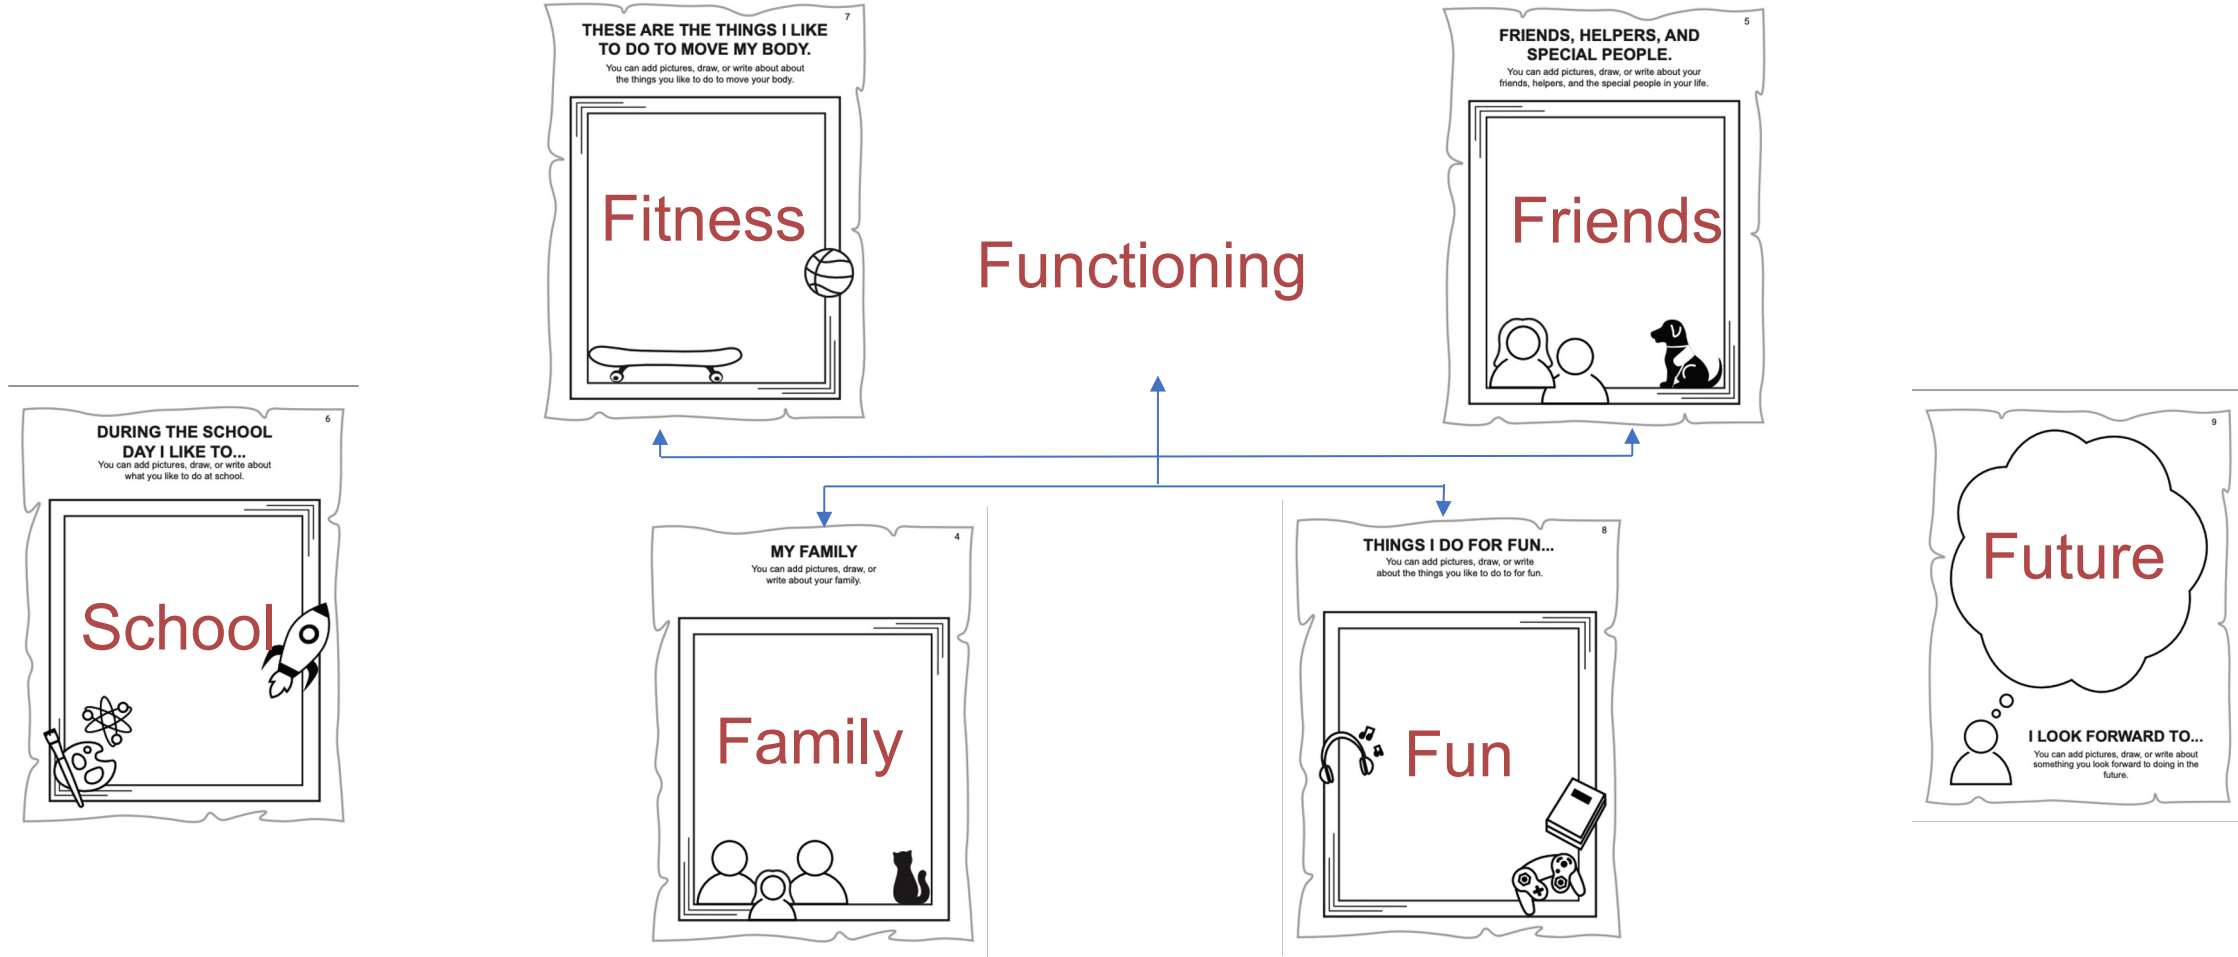 7
THESE ARE THE THINGS I LIKE
TO DO TO MOVE MY BODY.
You can add pictures, draw, or write about about
the things you like to do to move your body.
Fitness
Functioning
5
FRIENDS, HELPERS, AND
SPECIAL PEOPLE.
You can add pictures, draw, or write about your
friends, helpers, and the special people in your life.
Friends
6
DURING THE SCHOOL
DAY I LIKE TO...
You can add pictures, draw, or write about
what you like to do at school.
School
4
MY FAMILY
You can add pictures, draw, or
write about your family.
Family
8
THINGS I DO FOR FUN...
You can add pictures, draw, or write
about the things you like to do to for fun.
Fun
9
Future
I LOOK FORWARD TO...
You can add pictures, draw, or write about
something you look forward to doing in the
future.